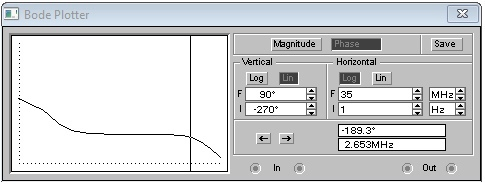 Bode Plotter
Magnitude Phase Save
Vertical Horizontal
Log Lin Log Lin
F 90° F 35 MHz
I -270° I 1 Hz
-189.3°
2.653MHz
In Out